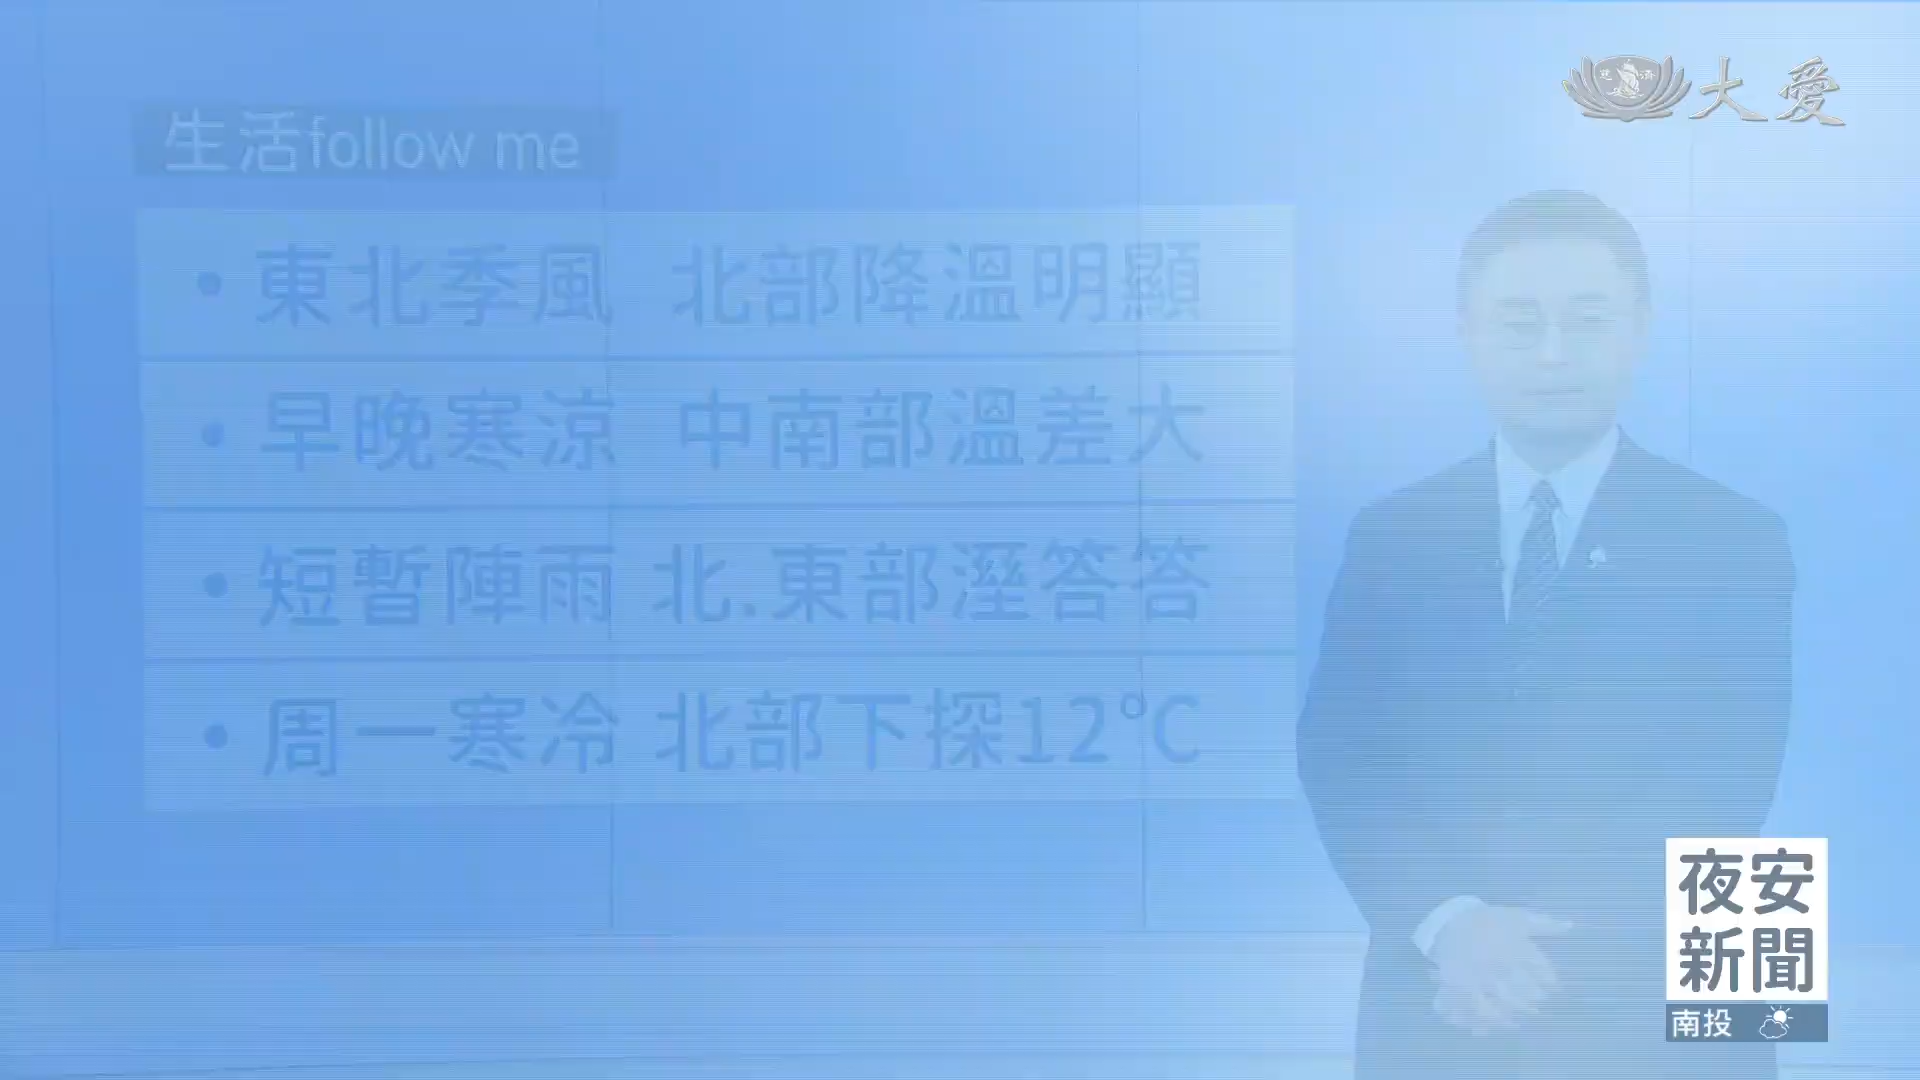 慈濟
大愛
生活follow me
• 東北季風 北部降溫明顯
• 早晚寒涼 中南部溫差大
• 短暫陣雨 北.東部溼答答
• 周一寒冷 北部下探12°C
夜安
新聞
南投